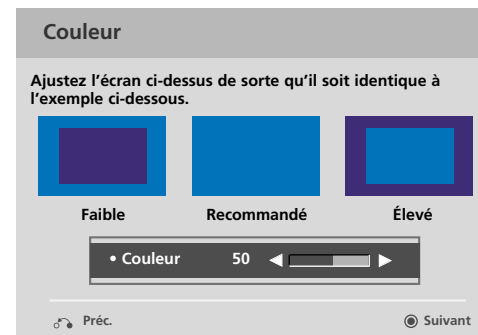 Couleur
Ajustez l'écran ci-dessus de sorte qu'il soit identique à
l'exemple ci-dessous.
Faible Recommandé Élevé
• Couleur 50
Préc. Suivant